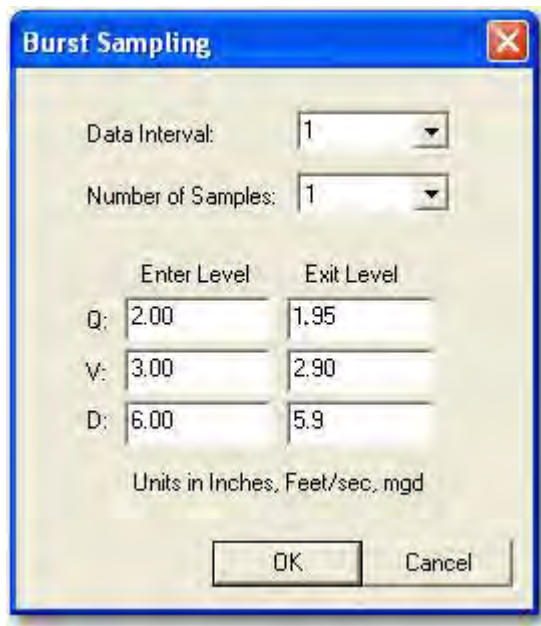 Burst Sampling
Data Interval: 1
Number of Samples: 1
Enter Level Exit Level
Q: 2.00 1.95
V: 3.00 2.90
D: 6.00 5.9
Units in Inches, Feet/sec, mgd
OK Cancel